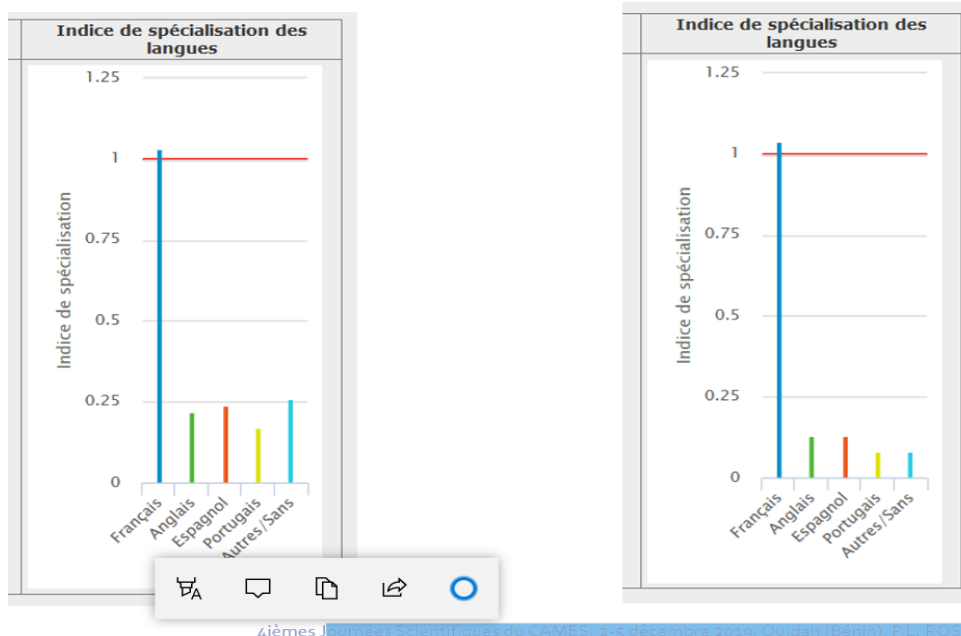 Indice de spécialisation des
langues
1.25
1
0.75
0.5
0.25
0
Indice de spécialisation
Français
Anglais
Espagnol
Portugais
Autres/Sans
Indice de spécialisation des
langues
1.25
1
0.75
0.5
0.25
0
Indice de spécialisation
Français
Anglais
Espagnol
Portugais
Autres/Sans
4ièmes Journées Scientifiques du CAMES, 2-5 décembre 2019, Ouidah (Bénin),